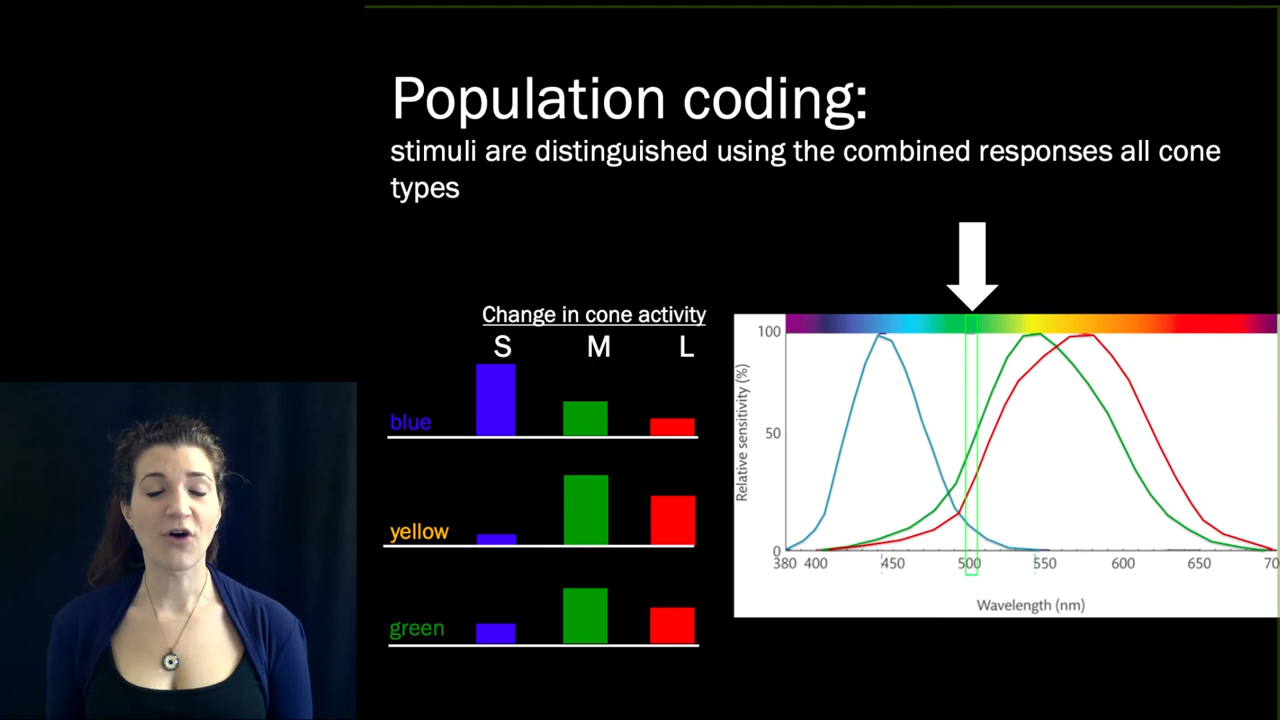 Population coding:
stimuli are distinguished using the combined responses all cone
types
Change in cone activity
S M L
blue
yellow
green
100
50
0
Relative sensitivity (%)
380 400 450 500 550 600 650 70
Wavelength (nm)